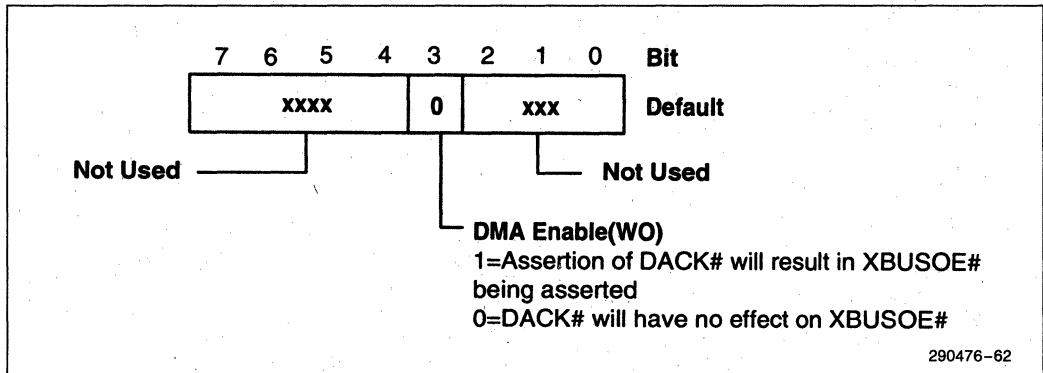 7 6 5 4 3 2 1 0 Bit
xxxx 0 xxx Default
Not Used Not Used
DMA Enable(WO)
1=Assertion of DACK# will result in XBUSOE#
being asserted
0=DACK# will have no effect on XBUSOE#
290476-62